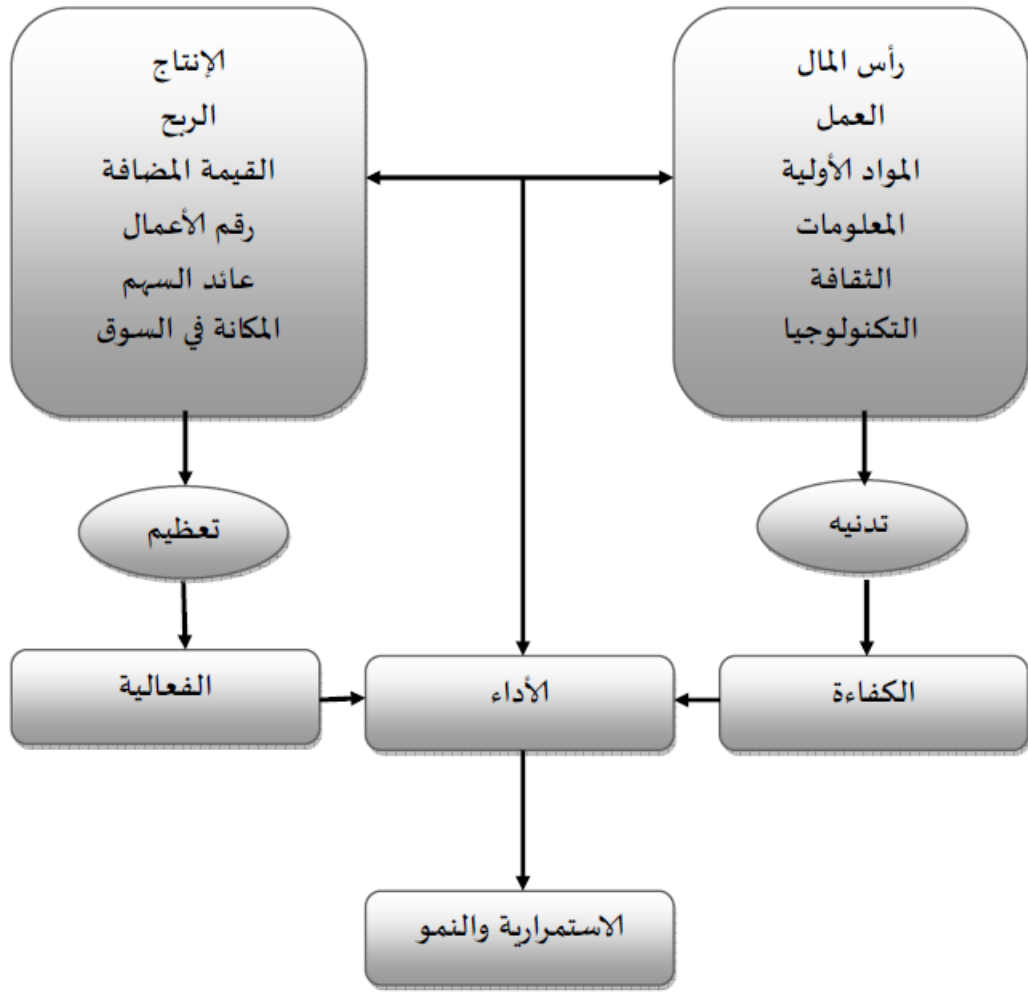 رأس المال
العمل
المواد الأولية
المعلومات
الثقافة
التكنولوجيا
الإنتاج
الربح
القيمة المضافة
رقم الأعمال
عائد السهم
المكانة في السوق
تدنيه
تعظيم
الكفاءة
الأداء
الفعالية
الاستمرارية والنمو